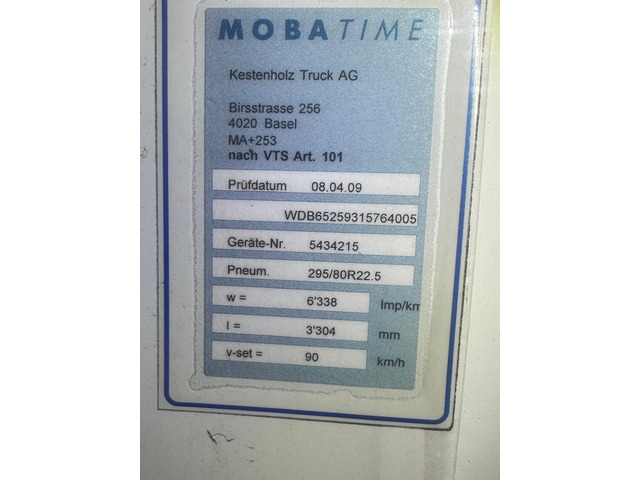 MOBATIME
Kestenholz Truck AG
Birsstrasse 256
4020 Basel
MA+253
nach VTS Art. 101
Prüfdatum 08.04.09
WDB65259315764005
Geräte-Nr. 5434215
Pneum. 295/80R22.5
w = 6'338 Imp/km
l = 3'304 mm
v-set = 90 km/h